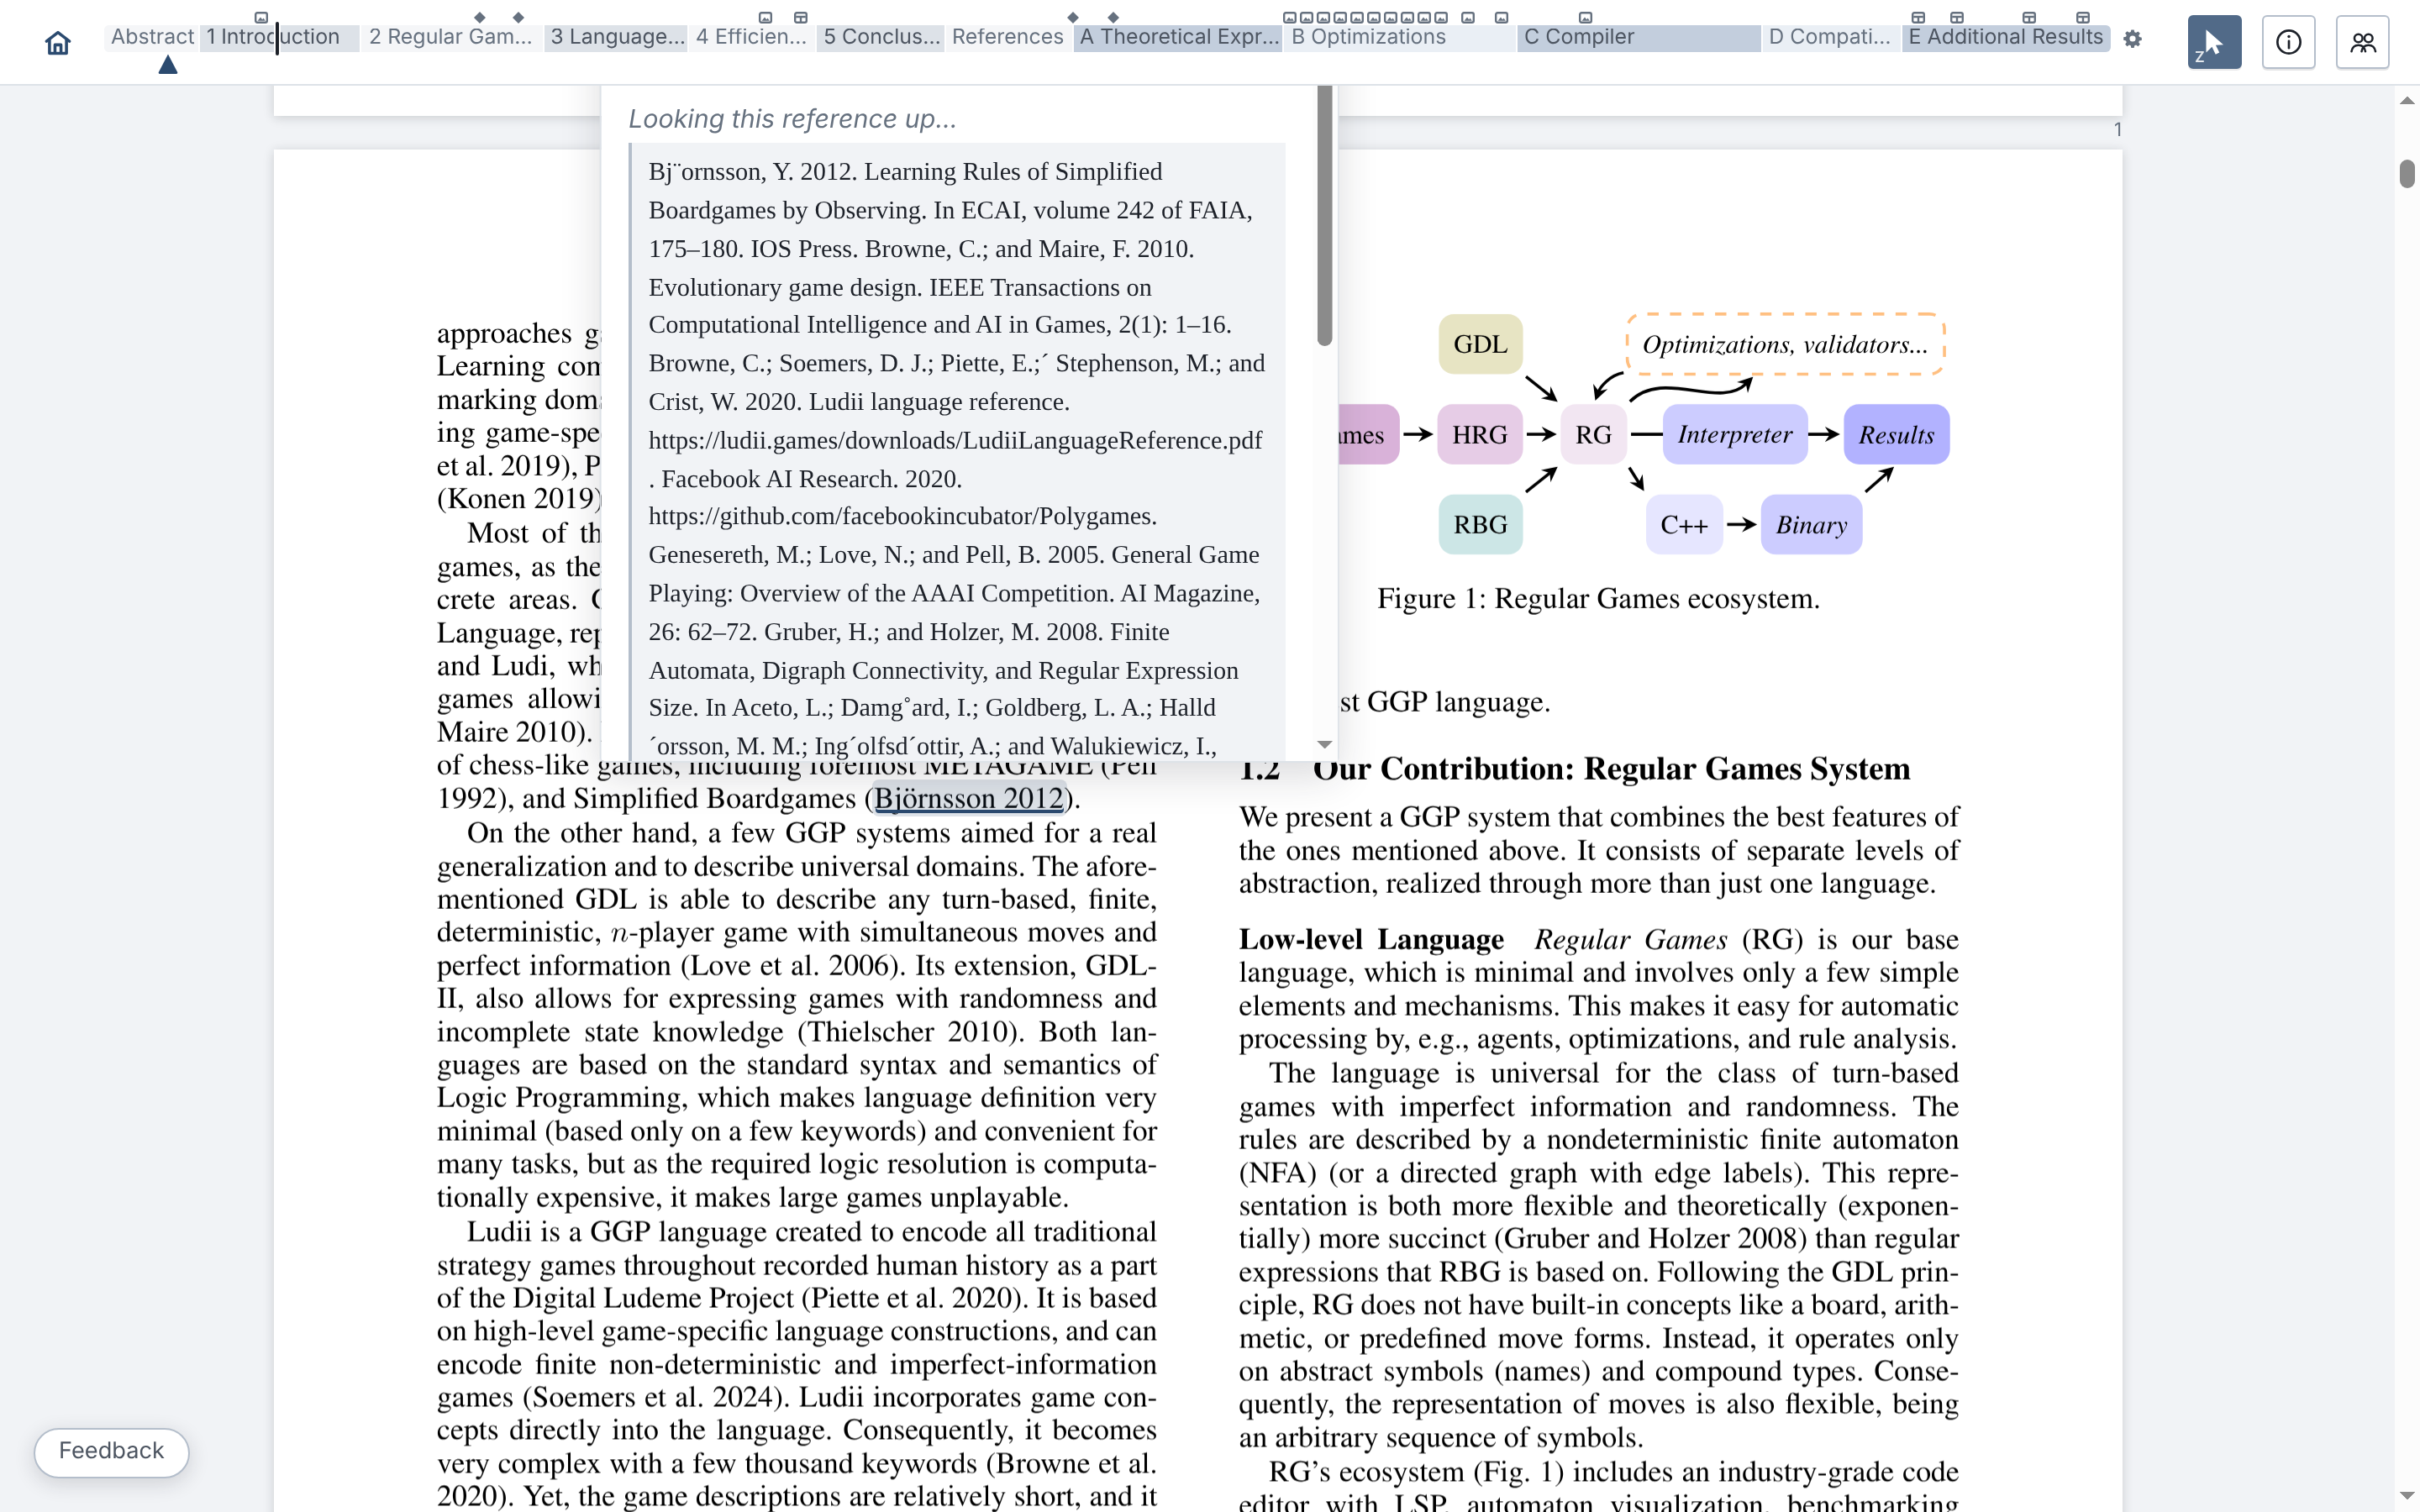 Abstract
1 Introduction
2 Regular Gam...
3 Language...
4 Efficien...
5 Conclus...
References
A Theoretical Expr...
B Optimizations
C Compiler
D Compati...
E Additional Results
z
1
Looking this reference up...
Bj¨ornsson, Y. 2012. Learning Rules of Simplified
Boardgames by Observing. In ECAI, volume 242 of FAIA,
175–180. IOS Press. Browne, C.; and Maire, F. 2010.
Evolutionary game design. IEEE Transactions on
Computational Intelligence and AI in Games, 2(1): 1–16.
Browne, C.; Soemers, D. J.; Piette, E.;´ Stephenson, M.; and
Crist, W. 2020. Ludii language reference.
https://ludii.games/downloads/LudiiLanguageReference.pdf
. Facebook AI Research. 2020.
https://github.com/facebookincubator/Polygames.
Genesereth, M.; Love, N.; and Pell, B. 2005. General Game
Playing: Overview of the AAAI Competition. AI Magazine,
26: 62–72. Gruber, H.; and Holzer, M. 2008. Finite
Automata, Digraph Connectivity, and Regular Expression
Size. In Aceto, L.; Damg˚ard, I.; Goldberg, L. A.; Halld
´orsson, M. M.; Ing´olfsd´ottir, A.; and Walukiewicz, I.,
approaches g
Learning com
marking dom
ing game-spe
et al. 2019), P
(Konen 2019)
Most of th
games, as the
crete areas.
Language, rep
and Ludi, wh
games allowi
Maire 2010).
of chess-like games, including foremost METAGAME (Pell
1992), and Simplified Boardgames (Björnsson 2012).
On the other hand, a few GGP systems aimed for a real
generalization and to describe universal domains. The afore-
mentioned GDL is able to describe any turn-based, finite,
deterministic, n-player game with simultaneous moves and
perfect information (Love et al. 2006). Its extension, GDL-
II, also allows for expressing games with randomness and
incomplete state knowledge (Thielscher 2010). Both lan-
guages are based on the standard syntax and semantics of
Logic Programming, which makes language definition very
minimal (based only on a few keywords) and convenient for
many tasks, but as the required logic resolution is computa-
tionally expensive, it makes large games unplayable.
Ludii is a GGP language created to encode all traditional
strategy games throughout recorded human history as a part
of the Digital Ludeme Project (Piette et al. 2020). It is based
on high-level game-specific language constructions, and can
encode finite non-deterministic and imperfect-information
games (Soemers et al. 2024). Ludii incorporates game con-
cepts directly into the language. Consequently, it becomes
very complex with a few thousand keywords (Browne et al.
2020). Yet, the game descriptions are relatively short, and it
GDL
Optimizations, validators...
mes
HRG
RG
Interpreter
Results
RBG
C++
Binary
Figure 1: Regular Games ecosystem.
st GGP language.
1.2 Our Contribution: Regular Games System
We present a GGP system that combines the best features of
the ones mentioned above. It consists of separate levels of
abstraction, realized through more than just one language.
Low-level Language Regular Games (RG) is our base
language, which is minimal and involves only a few simple
elements and mechanisms. This makes it easy for automatic
processing by, e.g., agents, optimizations, and rule analysis.
The language is universal for the class of turn-based
games with imperfect information and randomness. The
rules are described by a nondeterministic finite automaton
(NFA) (or a directed graph with edge labels). This repre-
sentation is both more flexible and theoretically (exponen-
tially) more succinct (Gruber and Holzer 2008) than regular
expressions that RBG is based on. Following the GDL prin-
ciple, RG does not have built-in concepts like a board, arith-
metic, or predefined move forms. Instead, it operates only
on abstract symbols (names) and compound types. Conse-
quently, the representation of moves is also flexible, being
an arbitrary sequence of symbols.
RG’s ecosystem (Fig. 1) includes an industry-grade code
editor with LSP, automaton visualization, benchmarking
Feedback